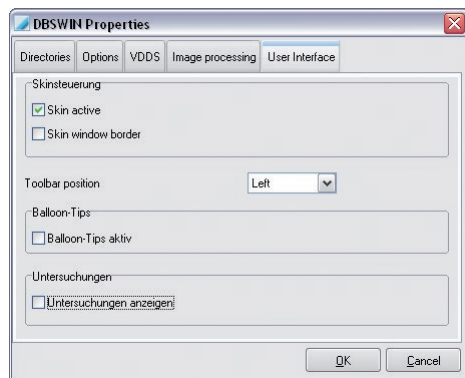 DBSWIN Properties
Directories Options VDDS Image processing User Interface
Skinsteuerung
Skin active
Skin window border
Toolbar position Left
Balloon-Tips
Balloon-Tips aktiv
Untersuchungen
Untersuchungen anzeigen
OK Cancel